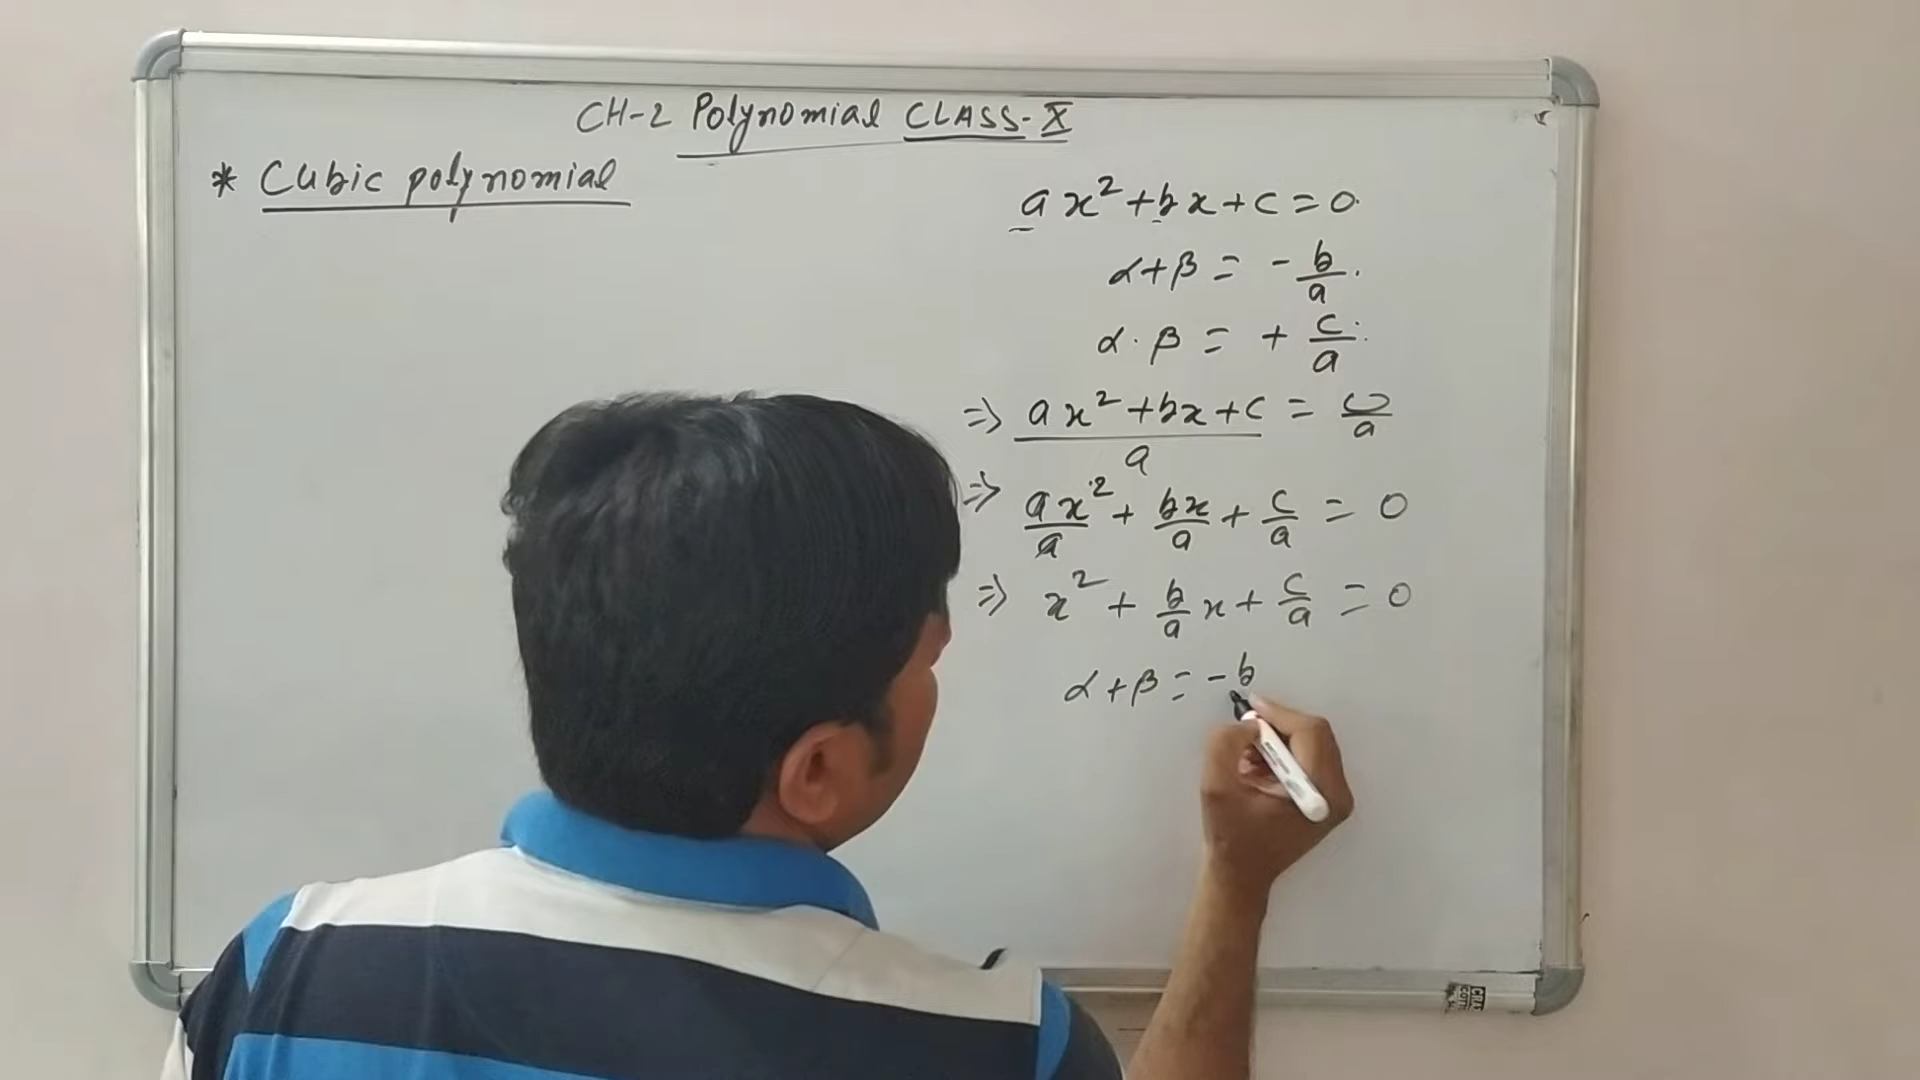 CH-2 Polynomial CLASS-X
* Cubic polynomial
ax² + bx + c = 0.
α + β = - b/a.
α · β = + c/a.
⇒ (ax² + bx + c)/a = 0/a
⇒ ax²/a + bx/a + c/a = 0
⇒ x² + b/a x + c/a = 0
α + β = - b